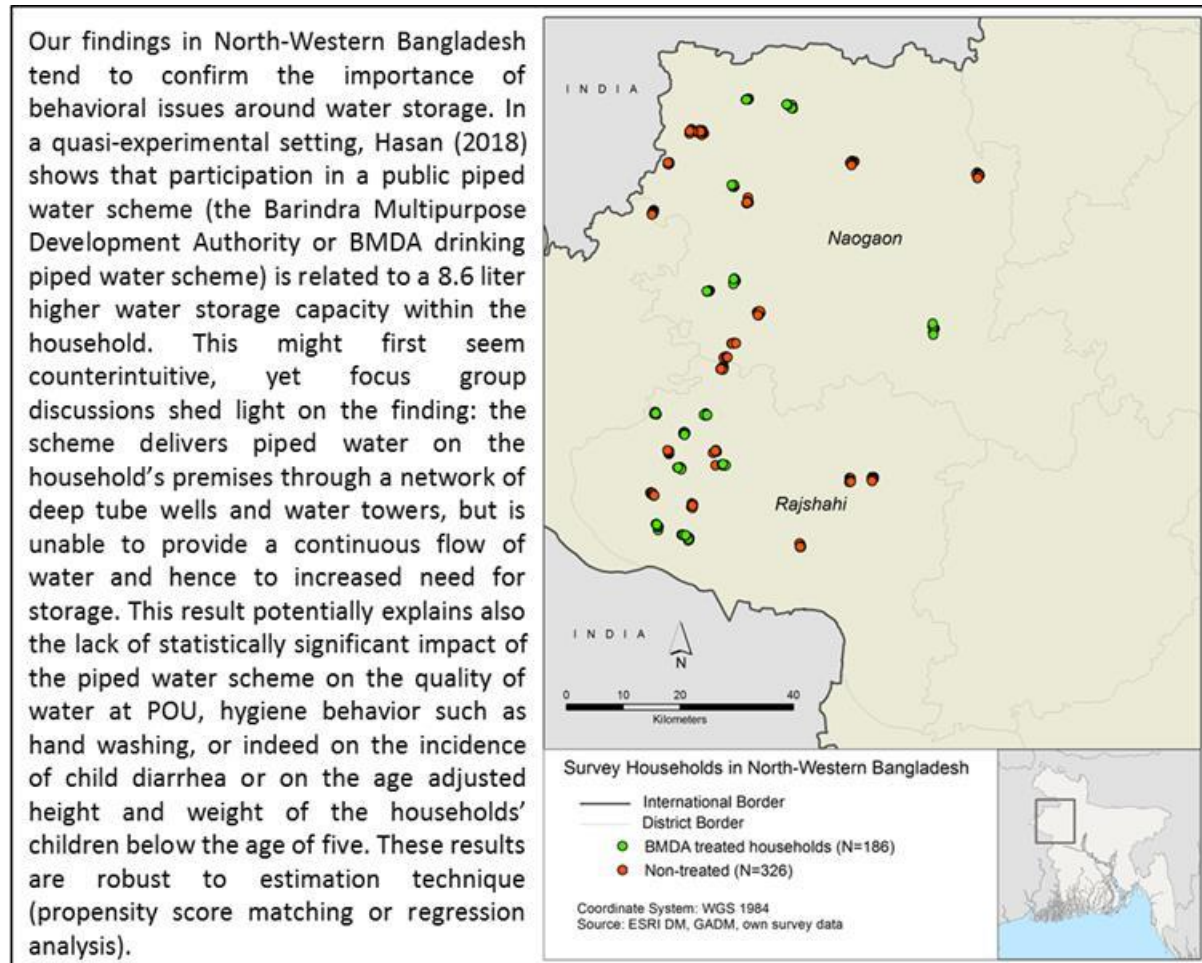 Our findings in North-Western Bangladesh
tend to confirm the importance of
behavioral issues around water storage. In
a quasi-experimental setting, Hasan (2018)
shows that participation in a public piped
water scheme (the Barindra Multipurpose
Development Authority or BMDA drinking
piped water scheme) is related to a 8.6 liter
higher water storage capacity within the
household. This might first seem
counterintuitive, yet focus group
discussions shed light on the finding: the
scheme delivers piped water on the
household's premises through a network of
deep tube wells and water towers, but is
unable to provide a continuous flow of
water and hence to increased need for
storage. This result potentially explains also
the lack of statistically significant impact of
the piped water scheme on the quality of
water at POU, hygiene behavior such as
hand washing, or indeed on the incidence
of child diarrhea or on the age adjusted
height and weight of the households'
children below the age of five. These results
are robust to estimation technique
(propensity score matching or regression
analysis).
INDIA
Naogaon
Rajshahi
INDIA
N
0 10 20 40
Kilometers
Survey Households in North-Western Bangladesh
International Border
District Border
BMDA treated households (N=186)
Non-treated (N=326)
Coordinate System: WGS 1984
Source: ESRI DM, GADM, own survey data